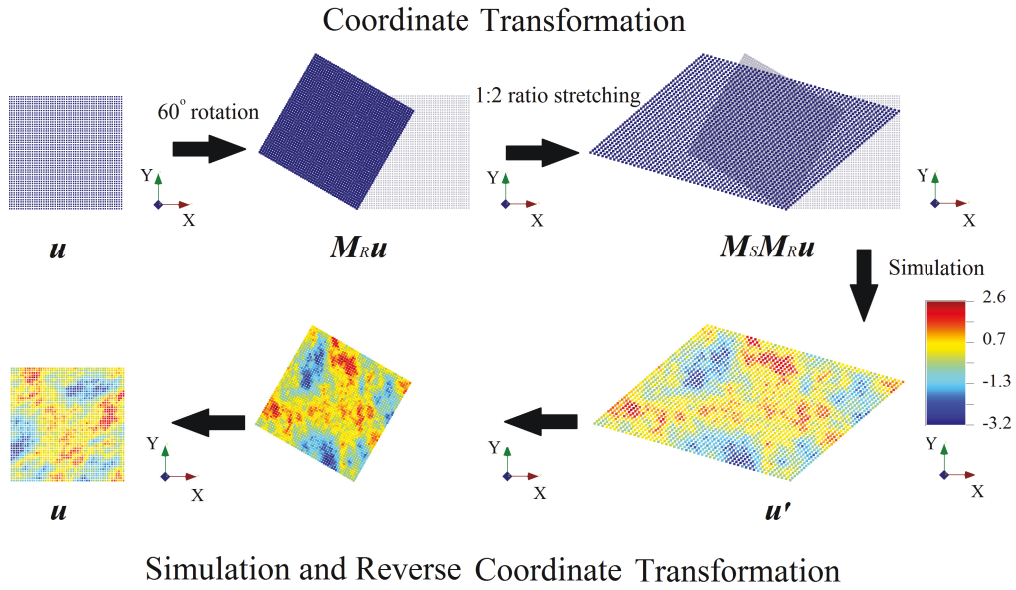 Coordinate Transformation
60° rotation
1:2 ratio stretching
Y
X
Y
X
Y
X
u
MRu
MSMRu
Simulation
2.6
0.7
-1.3
-3.2
Y
X
Y
X
Y
X
u
u'
Simulation and Reverse Coordinate Transformation